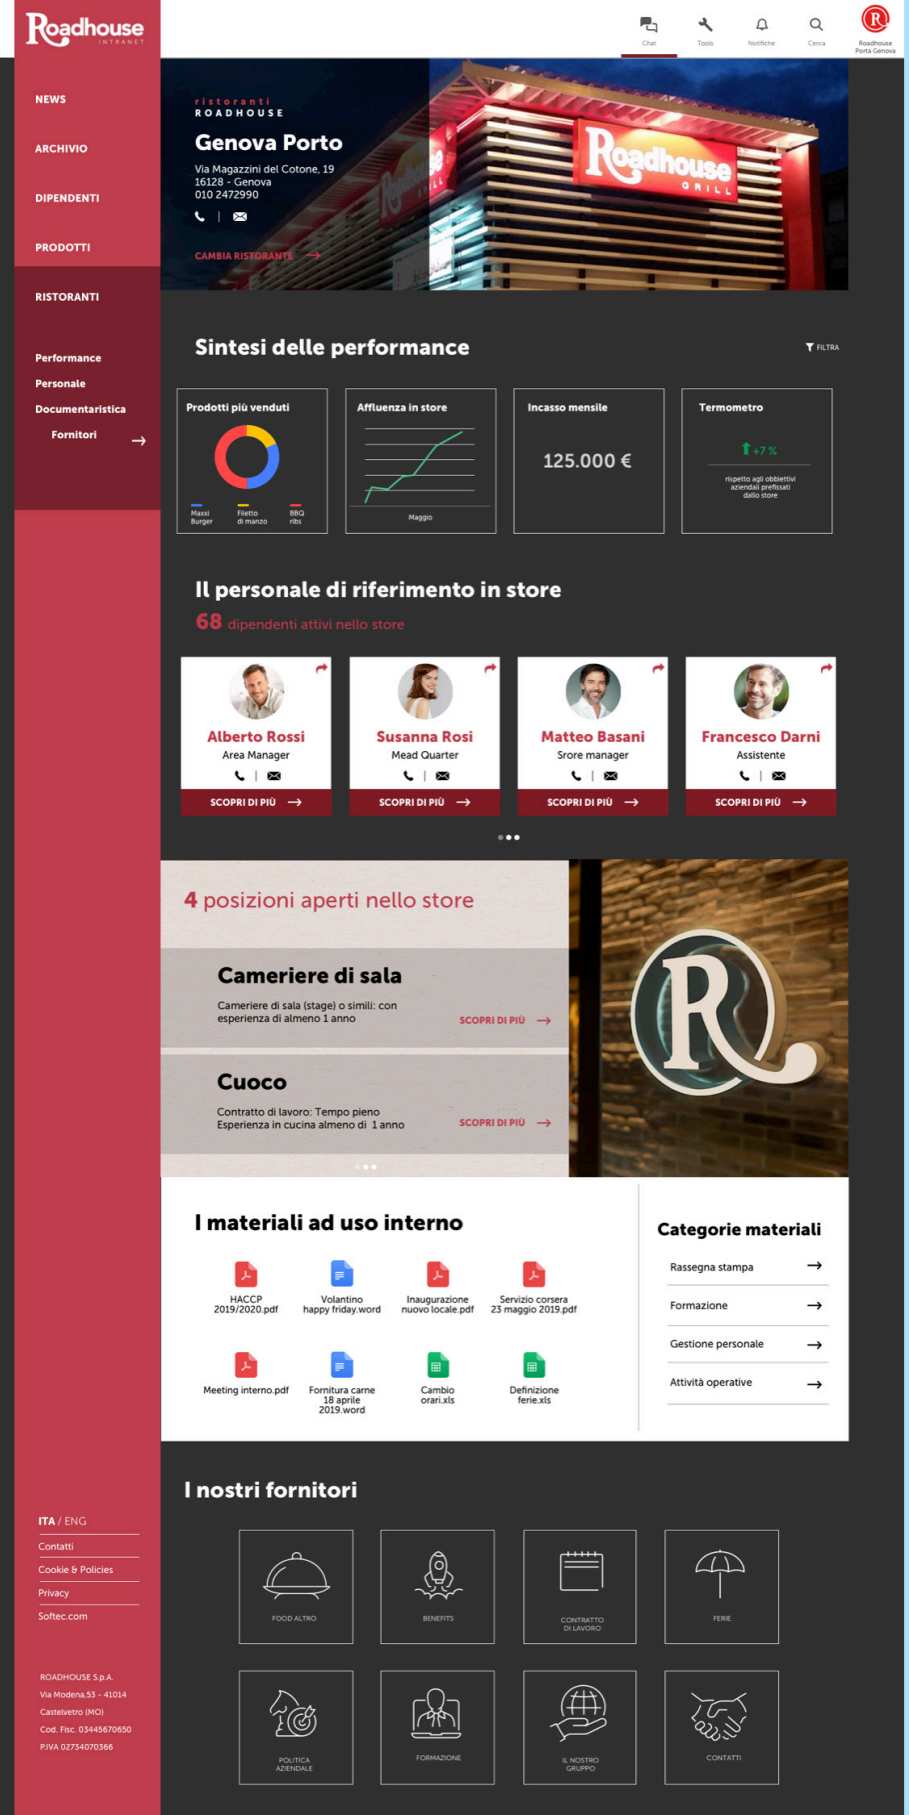 Roadhouse
INTRANET
Chat
Tools
Notifiche
Cerca
R
Roadhouse
Porta Genova
NEWS
ARCHIVIO
DIPENDENTI
PRODOTTI
RISTORANTI
Performance
Personale
Documentaristica
Fornitori
ristoranti
ROADHOUSE
Genova Porto
Via Magazzini del Cotone, 19
16128 - Genova
010 2472990
CAMBIA RISTORANTE
Roadhouse
GRILL
Roadhouse
Sintesi delle performance
FILTRA
Prodotti più venduti
Maxxi
Burger
Filetto
di manzo
BBQ
ribs
Affluenza in store
Maggio
Incasso mensile
125.000 €
Termometro
+7 %
rispetto agli obbiettivi
aziendali prefissati
dallo store
Il personale di riferimento in store
68 dipendenti attivi nello store
Alberto Rossi
Area Manager
SCOPRI DI PIÙ
Susanna Rosi
Mead Quarter
SCOPRI DI PIÙ
Matteo Basani
Srore manager
SCOPRI DI PIÙ
Francesco Darni
Assistente
SCOPRI DI PIÙ
4 posizioni aperti nello store
Cameriere di sala
Cameriere di sala (stage) o simili: con
esperienza di almeno 1 anno
SCOPRI DI PIÙ
Cuoco
Contratto di lavoro: Tempo pieno
Esperienza in cucina almeno di 1 anno
SCOPRI DI PIÙ
R
I materiali ad uso interno
HACCP
2019/2020.pdf
Volantino
happy friday.word
Inaugurazione
nuovo locale.pdf
Servizio corsera
23 maggio 2019.pdf
Meeting interno.pdf
Fornitura carne
18 aprile
2019.word
Cambio
orari.xls
Definizione
ferie.xls
Categorie materiali
Rassegna stampa
Formazione
Gestione personale
Attività operative
I nostri fornitori
FOOD ALTRO
BENEFITS
CONTRATTO
DI LAVORO
FERIE
POLITICA
AZIENDALE
FORMAZIONE
IL NOSTRO
GRUPPO
CONTATTI
ITA / ENG
Contatti
Cookie & Policies
Privacy
Softec.com
ROADHOUSE S.p.A.
Via Modena,53 - 41014
Castelvetro (MO)
Cod. Fisc. 03445670650
P.IVA 02734070366